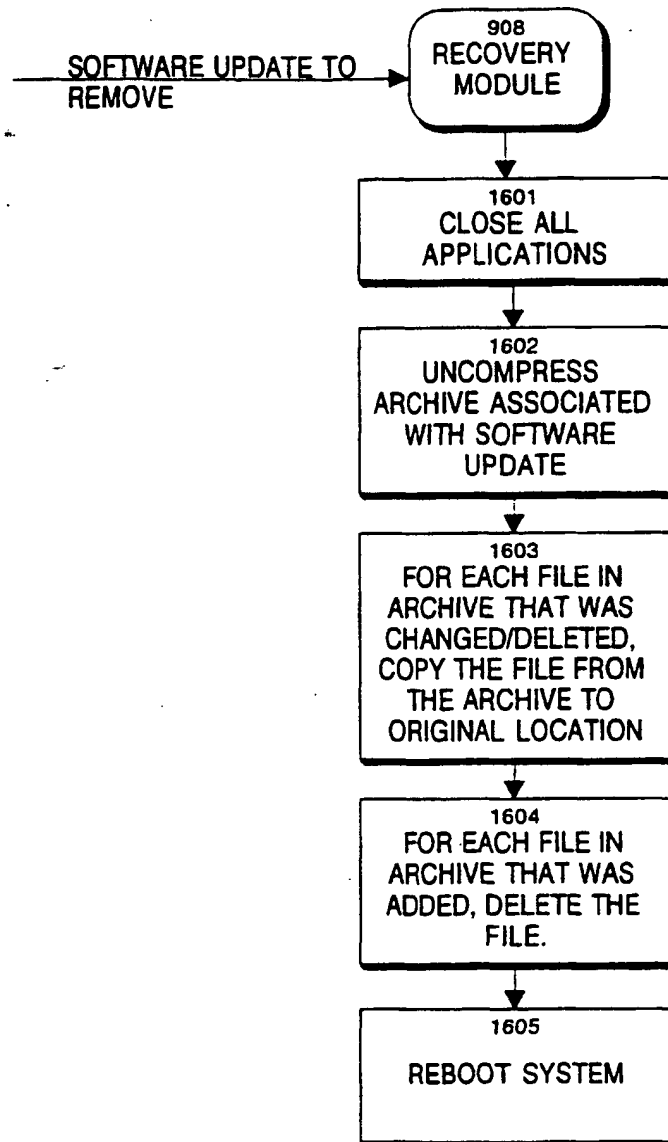 SOFTWARE UPDATE TO
REMOVE
908
RECOVERY
MODULE
1601
CLOSE ALL
APPLICATIONS
1602
UNCOMPRESS
ARCHIVE ASSOCIATED
WITH SOFTWARE
UPDATE
1603
FOR EACH FILE IN
ARCHIVE THAT WAS
CHANGED/DELETED,
COPY THE FILE FROM
THE ARCHIVE TO
ORIGINAL LOCATION
1604
FOR EACH FILE IN
ARCHIVE THAT WAS
ADDED, DELETE THE
FILE.
1605
REBOOT SYSTEM